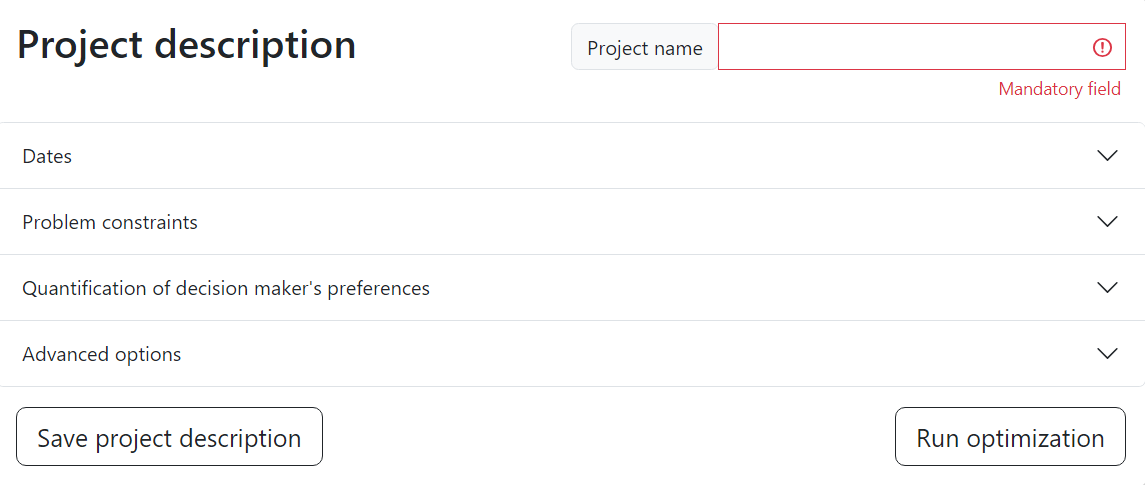 Project description
Project name
Mandatory field
Dates
Problem constraints
Quantification of decision maker's preferences
Advanced options
Save project description
Run optimization